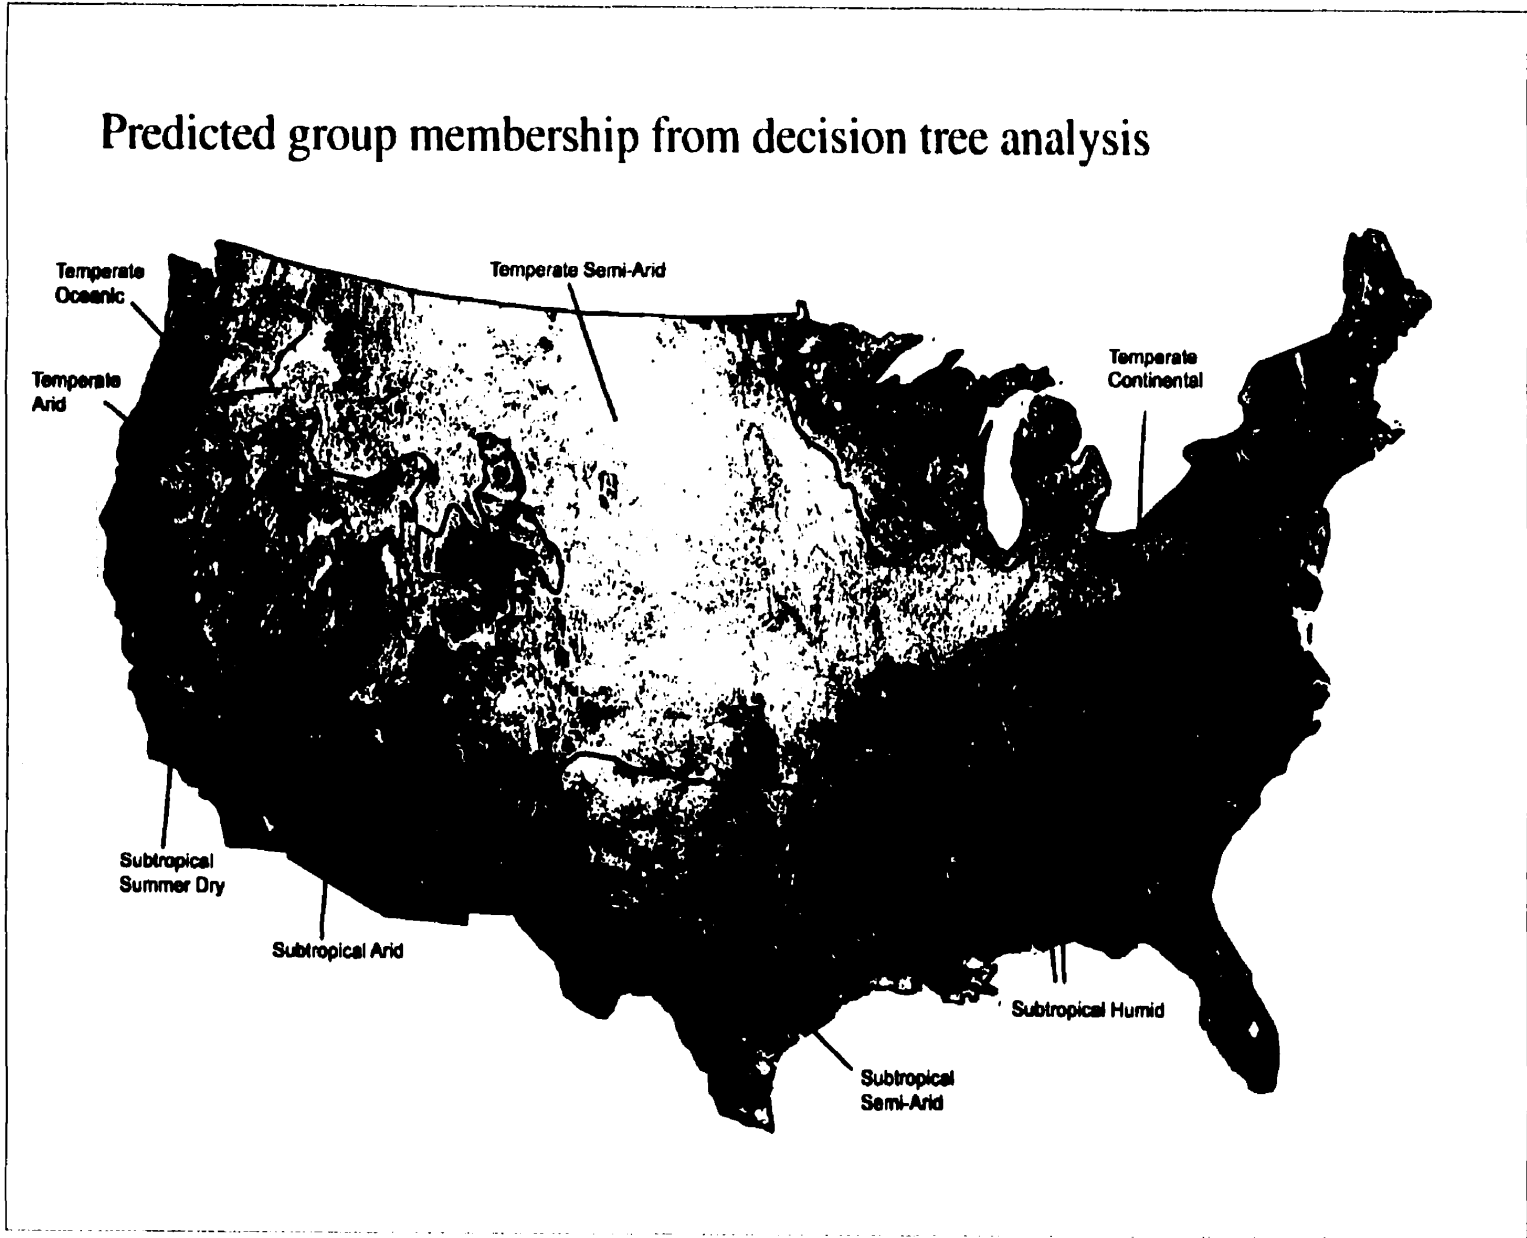 Predicted group membership from decision tree analysis
Temperate
Oceanic
Temperate Semi-Arid
Temperate
Arid
Temperate
Continental
Subtropical
Summer Dry
Subtropical Arid
Subtropical Humid
Subtropical
Semi-Arid